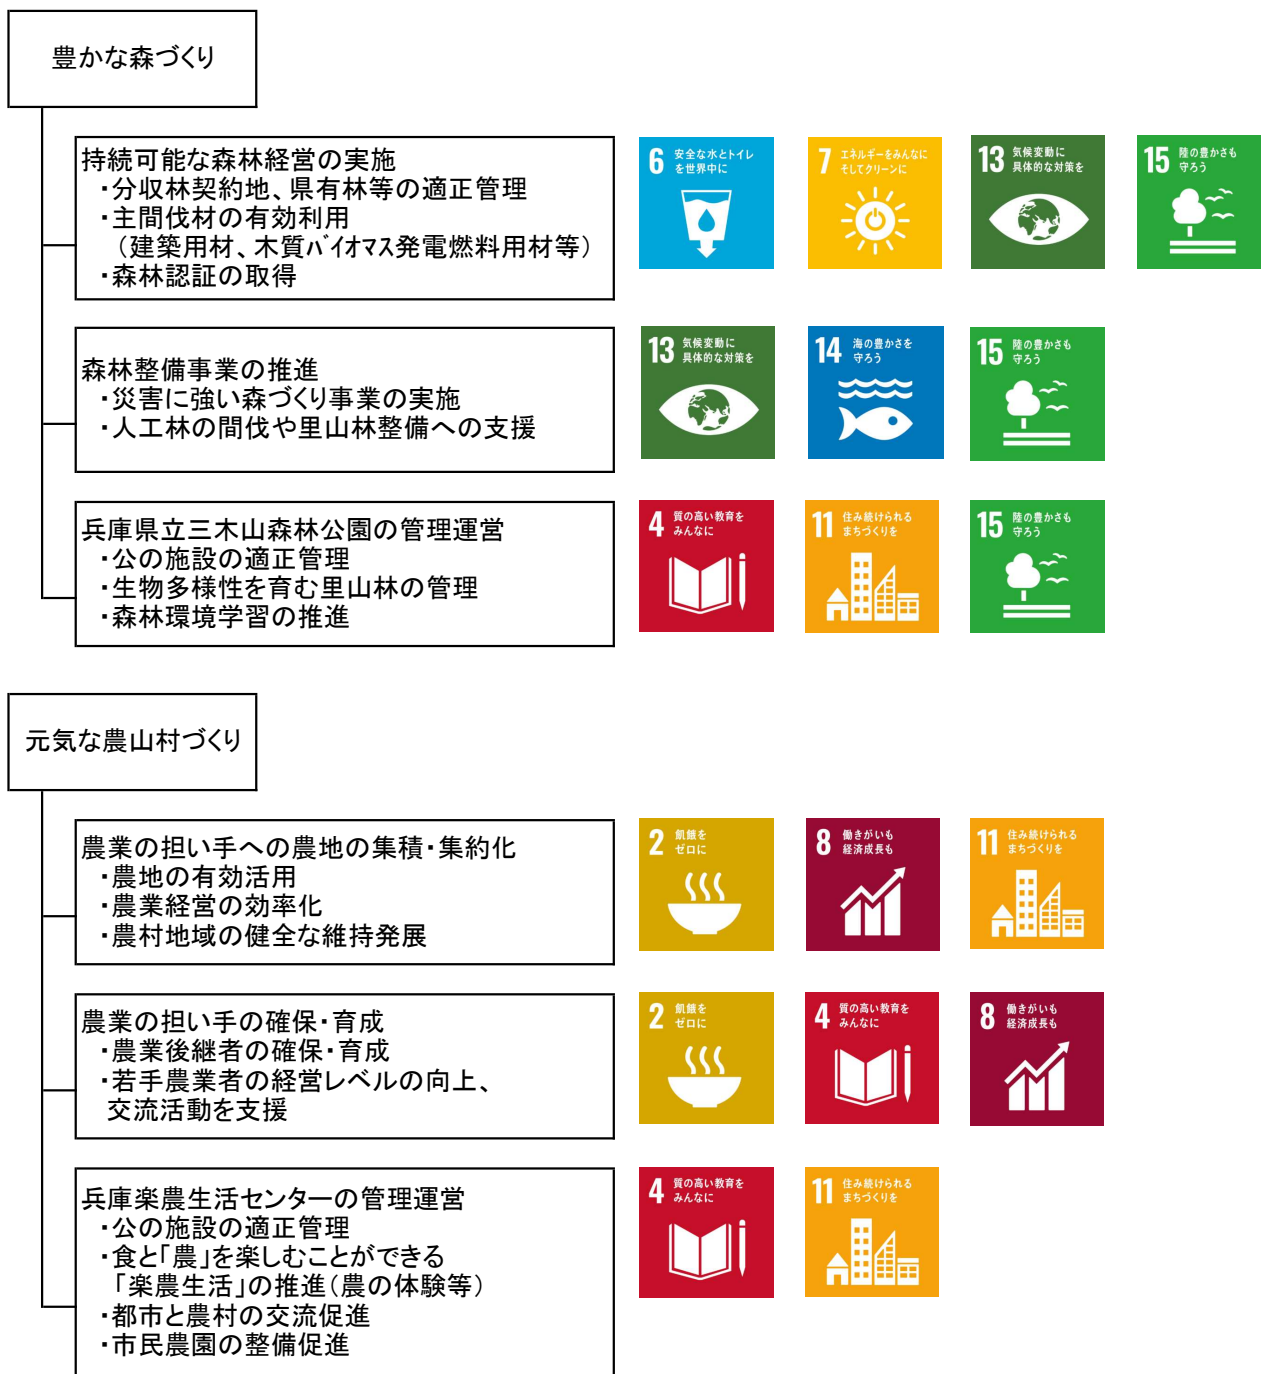 豊かな森づくり
持続可能な森林経営の実施
・分収林契約地、県有林等の適正管理
・主間伐材の有効利用
（建築用材、木質バイオマス発電燃料用材等）
・森林認証の取得
6 安全な水とトイレ
を世界中に
7 エネルギーをみんなに
そしてクリーンに
13 気候変動に
具体的な対策を
15 陸の豊かさも
守ろう
森林整備事業の推進
・災害に強い森づくり事業の実施
・人工林の間伐や里山林整備への支援
13 気候変動に
具体的な対策を
14 海の豊かさを
守ろう
15 陸の豊かさも
守ろう
兵庫県立三木山森林公園の管理運営
・公の施設の適正管理
・生物多様性を育む里山林の管理
・森林環境学習の推進
4 質の高い教育を
みんなに
11 住み続けられる
まちづくりを
15 陸の豊かさも
守ろう
元気な農山村づくり
農業の担い手への農地の集積・集約化
・農地の有効活用
・農業経営の効率化
・農村地域の健全な維持発展
2 飢餓を
ゼロに
8 働きがいも
経済成長も
11 住み続けられる
まちづくりを
農業の担い手の確保・育成
・農業後継者の確保・育成
・若手農業者の経営レベルの向上、
交流活動を支援
2 飢餓を
ゼロに
4 質の高い教育を
みんなに
8 働きがいも
経済成長も
兵庫楽農生活センターの管理運営
・公の施設の適正管理
・食と「農」を楽しむことができる
「楽農生活」の推進（農の体験等）
・都市と農村の交流促進
・市民農園の整備促進
4 質の高い教育を
みんなに
11 住み続けられる
まちづくりを